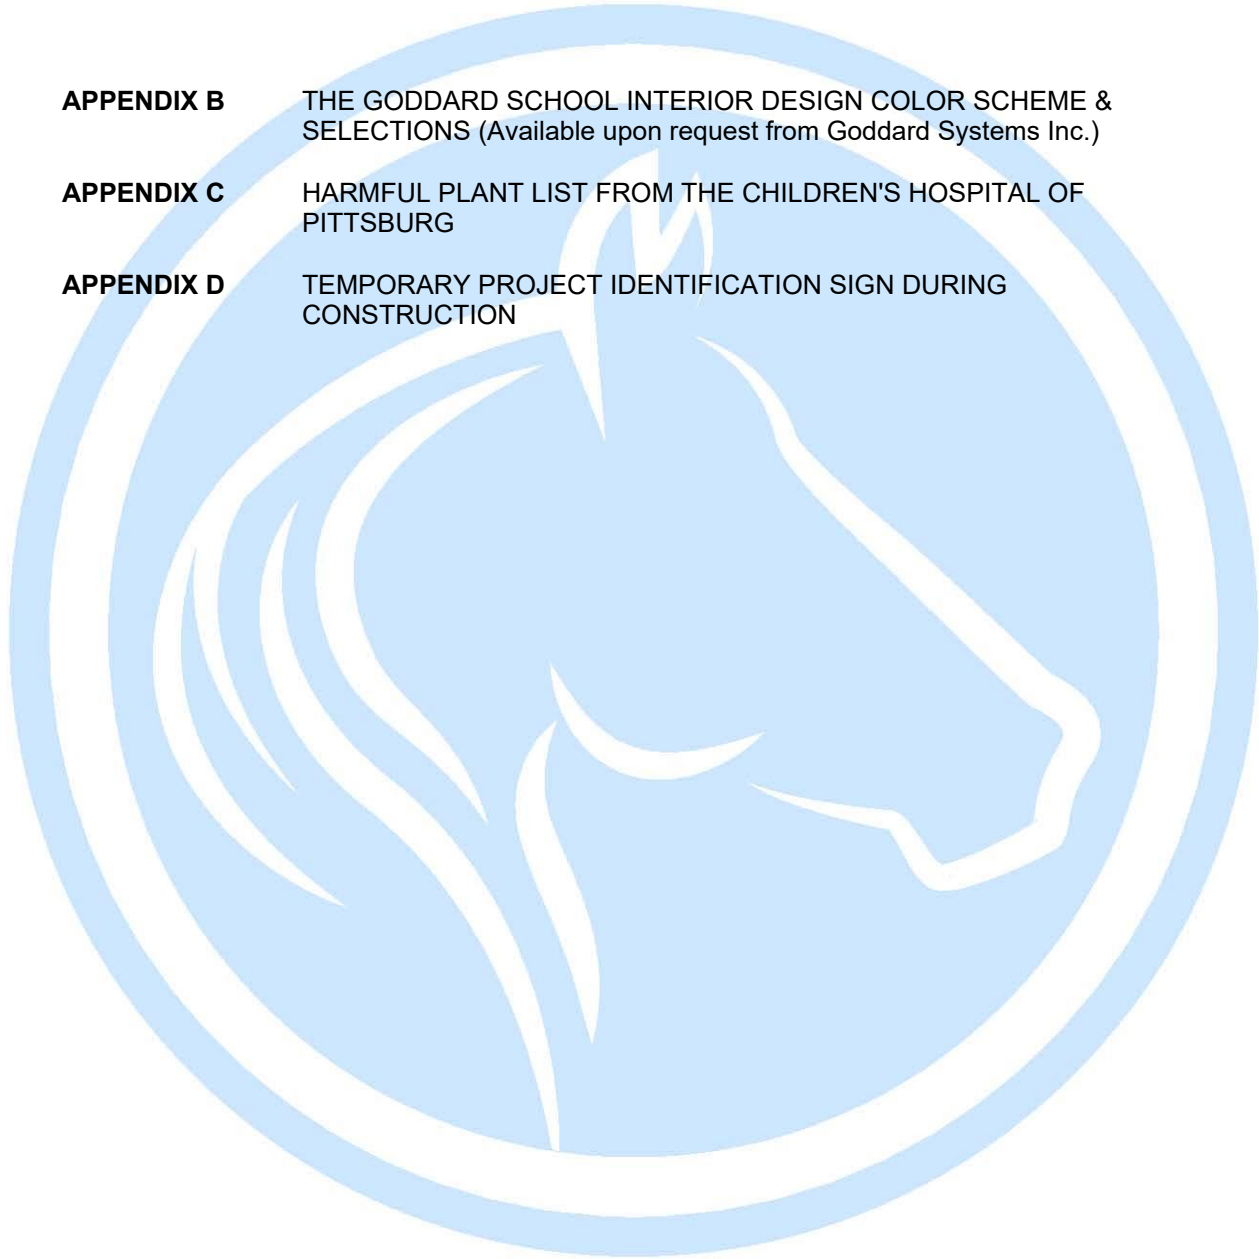 APPENDIX B THE GODDARD SCHOOL INTERIOR DESIGN COLOR SCHEME &
SELECTIONS (Available upon request from Goddard Systems Inc.)
APPENDIX C HARMFUL PLANT LIST FROM THE CHILDREN'S HOSPITAL OF
PITTSBURG
APPENDIX D TEMPORARY PROJECT IDENTIFICATION SIGN DURING
CONSTRUCTION